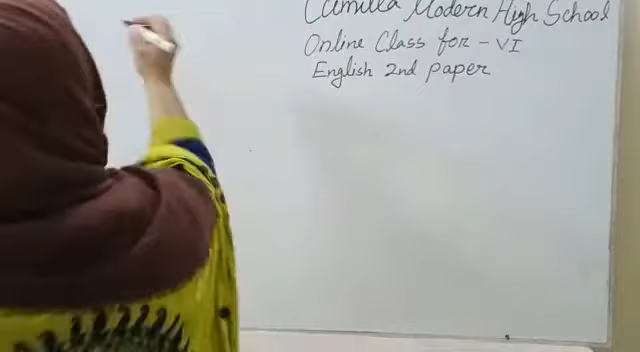 Cumilla Modern High School
Online Class for - VI
English 2nd paper